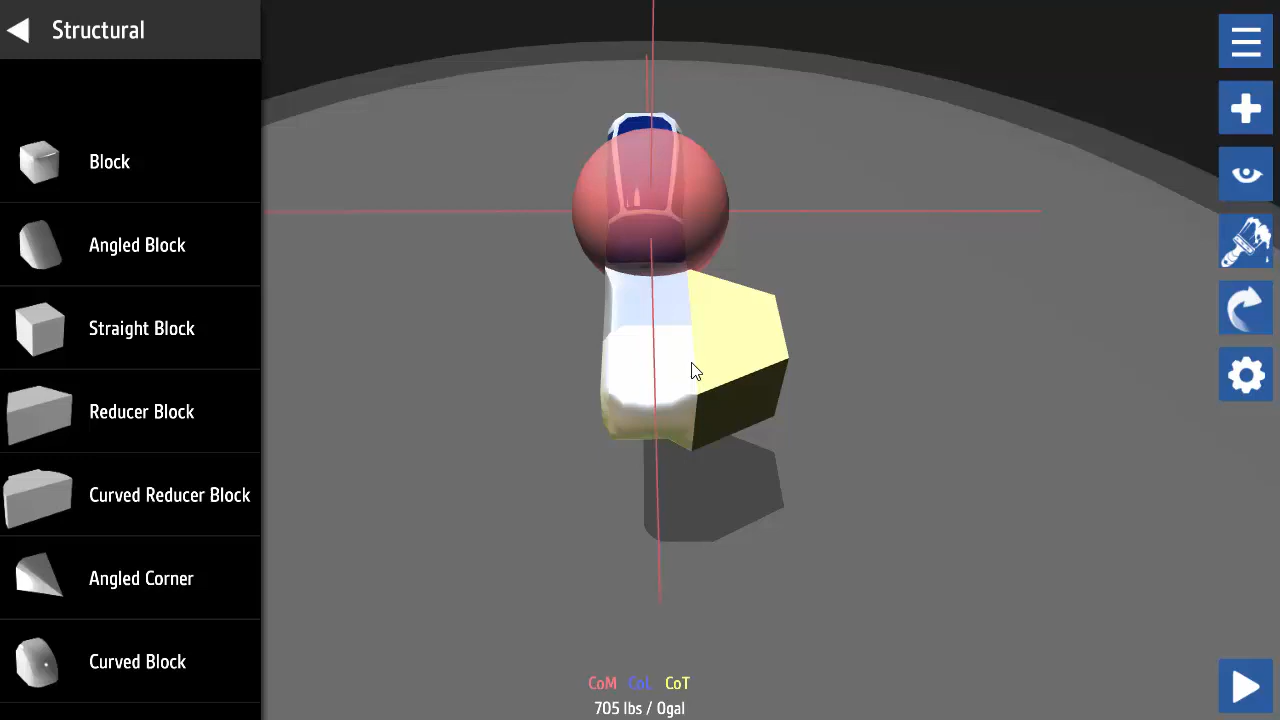 Structural
Block
Angled Block
Straight Block
Reducer Block
Curved Reducer Block
Angled Corner
Curved Block
CoM CoL CoT
705 lbs / 0gal